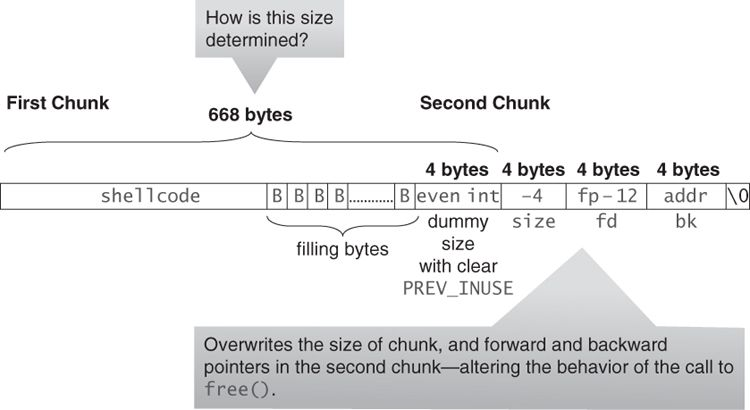 How is this size
determined?
First Chunk
668 bytes
Second Chunk
4 bytes 4 bytes 4 bytes 4 bytes
shellcode B B B B ............ B even int –4 fp – 12 addr \0
filling bytes
dummy
size
with clear
PREV_INUSE
size fd bk
Overwrites the size of chunk, and forward and backward
pointers in the second chunk—altering the behavior of the call to
free().